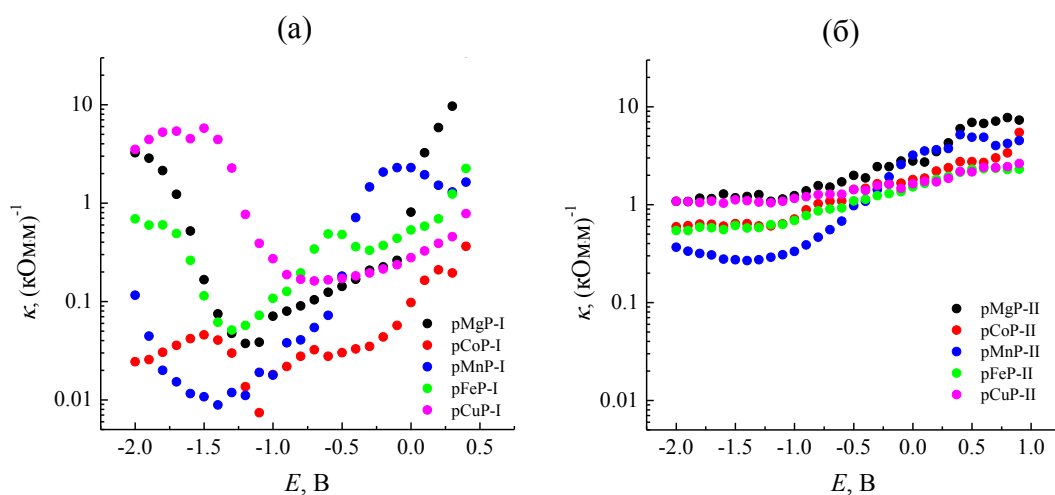 (а)
10
1
0.1
0.01
κ, (кОм·м)⁻¹
-2.0 -1.5 -1.0 -0.5 0.0 0.5
E, В
pMgP-I
pCoP-I
pMnP-I
pFeP-I
pCuP-I
(б)
10
1
0.1
0.01
κ, (кОм·м)⁻¹
-2.0 -1.5 -1.0 -0.5 0.0 0.5 1.0
E, В
pMgP-II
pCoP-II
pMnP-II
pFeP-II
pCuP-II